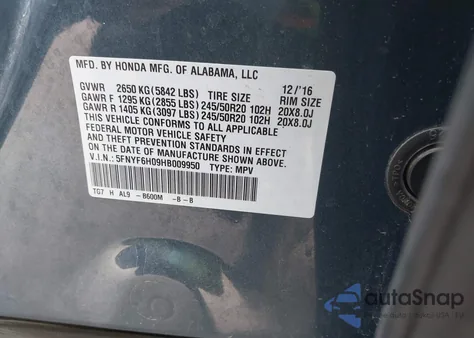 MFD. BY HONDA MFG. OF ALABAMA, LLC
12/'16
GVWR 2650 KG(5842 LBS) TIRE SIZE RIM SIZE
GAWR F 1295 KG(2855 LBS) 245/50R20 102H 20X8.0J
GAWR R 1405 KG(3097 LBS) 245/50R20 102H 20X8.0J
THIS VEHICLE CONFORMS TO ALL APPLICABLE
FEDERAL MOTOR VEHICLE SAFETY STANDARDS
AND THEFT PREVENTION STANDARD IN EFFECT
ON THE DATE OF MANUFACTURE SHOWN ABOVE.
V.I.N.: 5FNYF6H09HB009950 TYPE: MPV
TG7 H AL9 -B600M -B-B
autoSnap